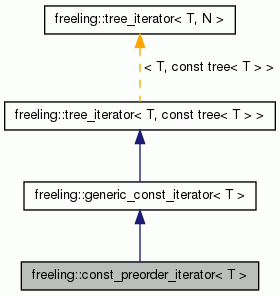 freeling::tree_iterator< T, N >
< T, const tree< T > >
freeling::tree_iterator< T, const tree< T > >
freeling::generic_const_iterator< T >
freeling::const_preorder_iterator< T >